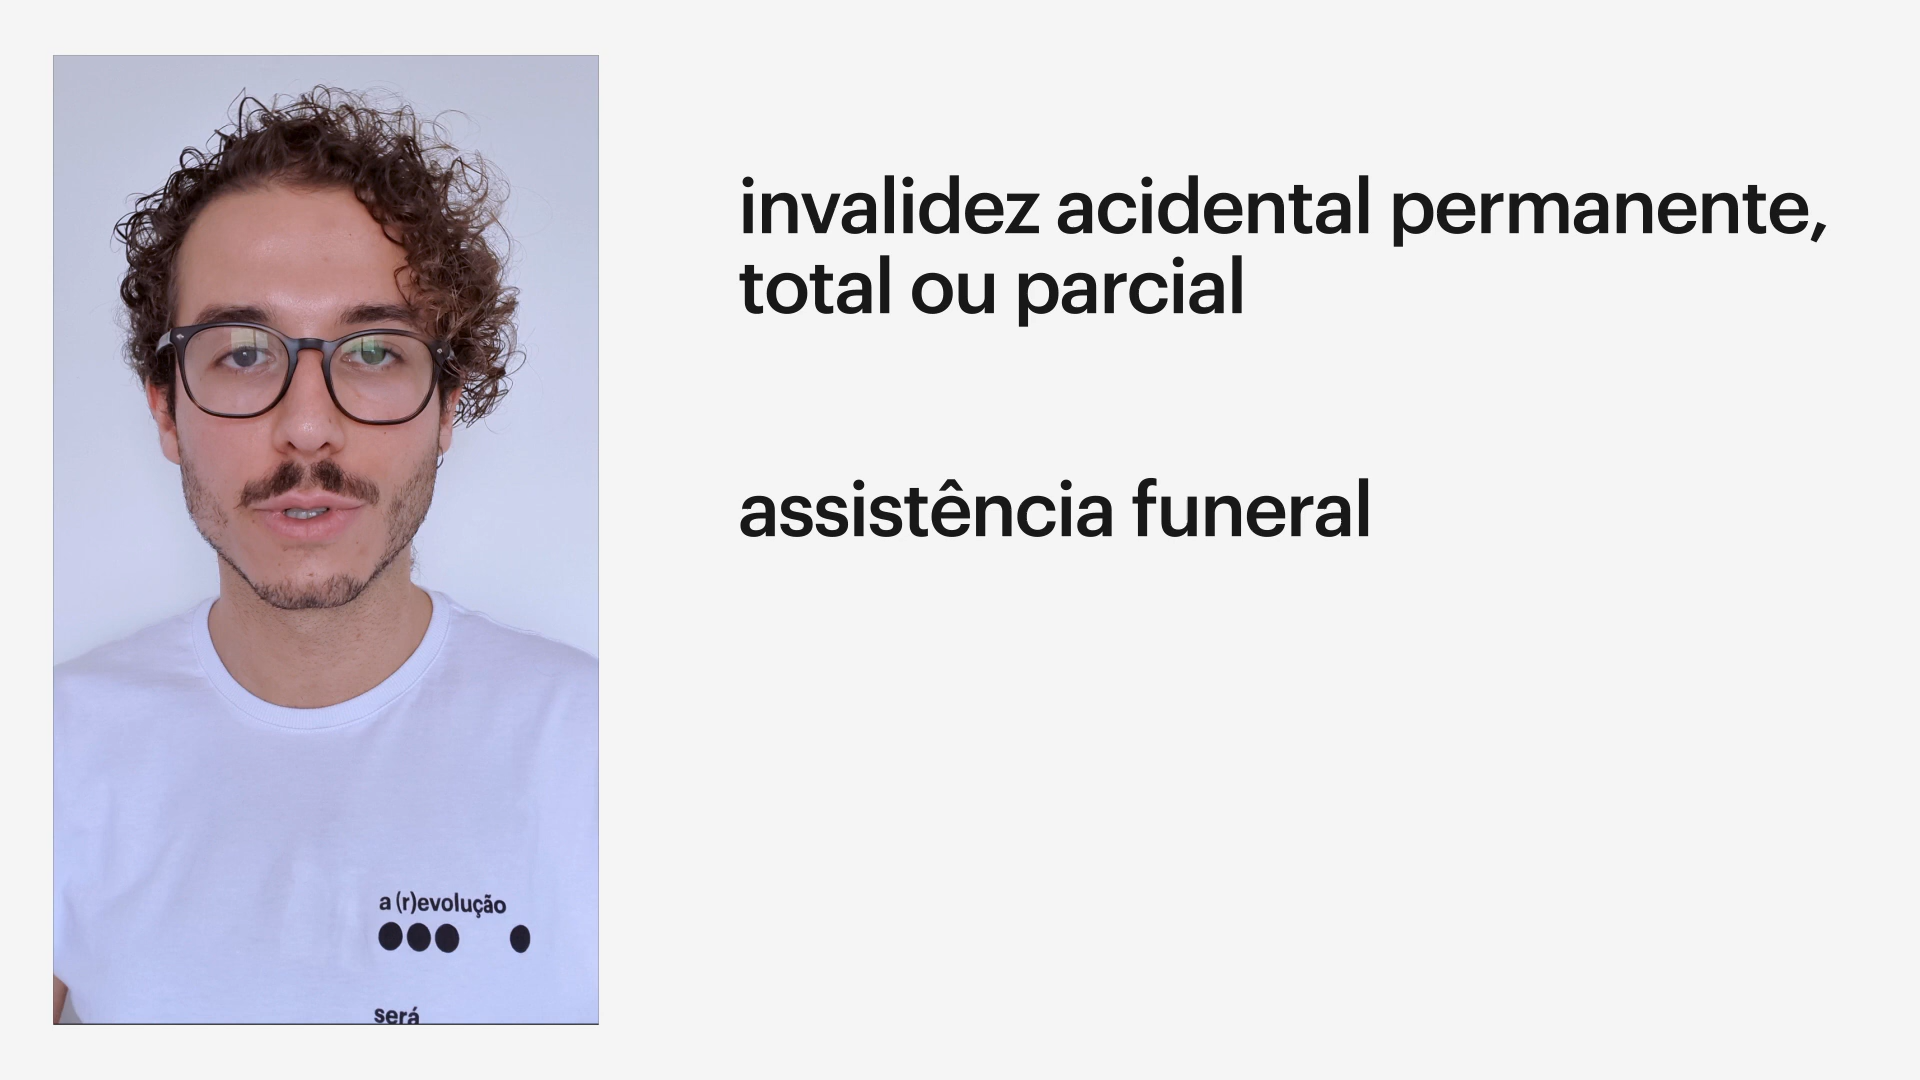 invalidez acidental permanente,
total ou parcial
assistência funeral
a (r)evolução
será